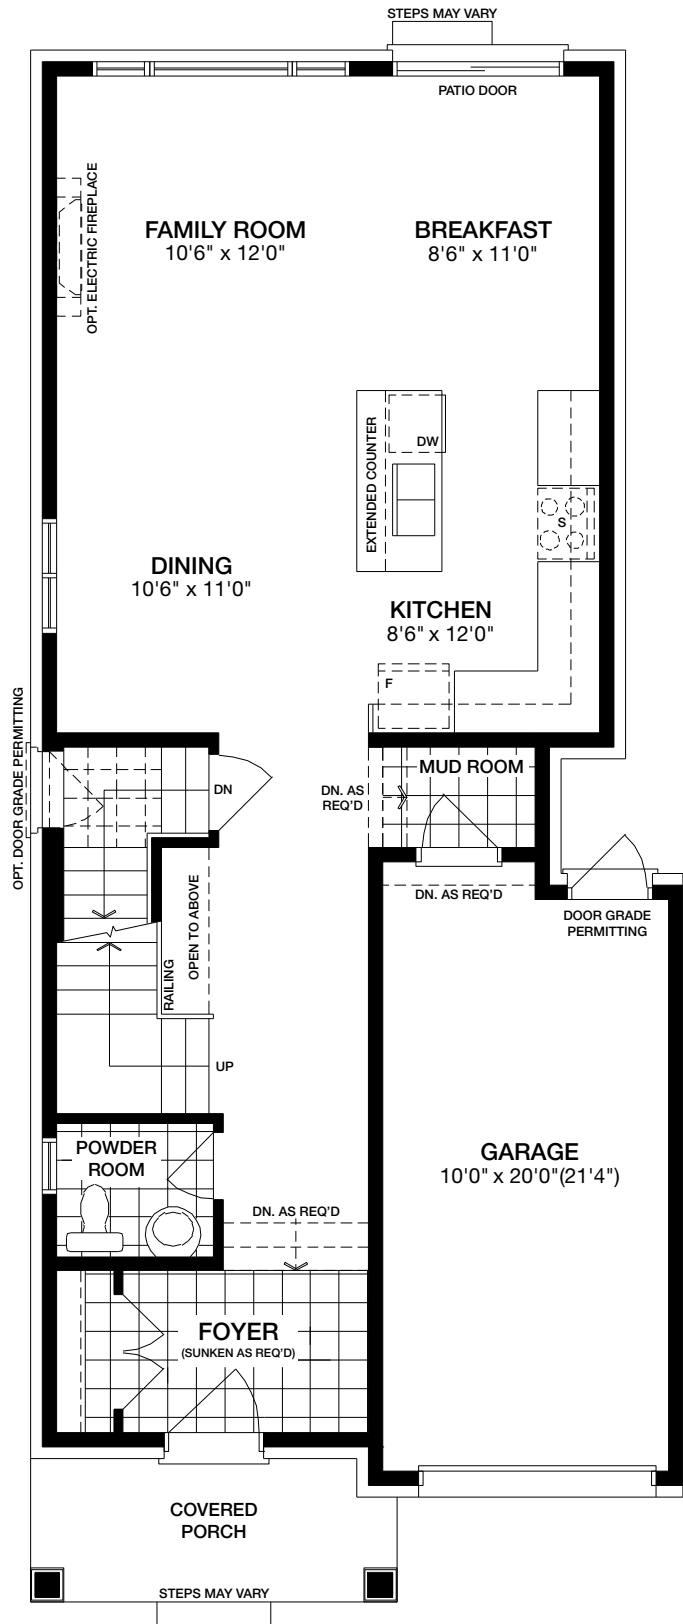 STEPS MAY VARY
PATIO DOOR
OPT. ELECTRIC FIREPLACE
FAMILY ROOM
10'6" x 12'0"
BREAKFAST
8'6" x 11'0"
EXTENDED COUNTER
DW
S
DINING
10'6" x 11'0"
KITCHEN
8'6" x 12'0"
F
OPT. DOOR GRADE PERMITTING
DN
DN. AS
REQ'D
MUD ROOM
DN. AS REQ'D
DOOR GRADE
PERMITTING
RAILING
OPEN TO ABOVE
UP
POWDER
ROOM
GARAGE
10'0" x 20'0"(21'4")
DN. AS REQ'D
FOYER
(SUNKEN AS REQ'D)
COVERED
PORCH
STEPS MAY VARY